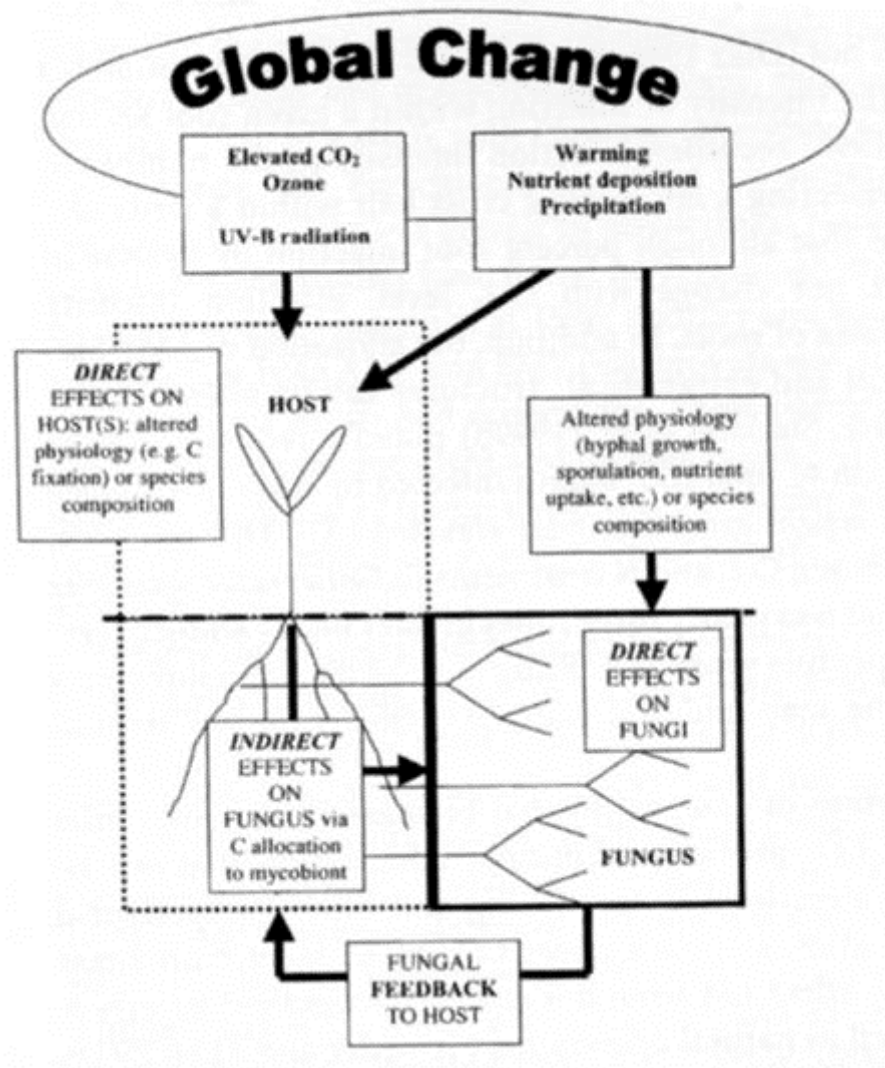 Global Change
Elevated CO₂
Ozone
UV-B radiation
Warming
Nutrient deposition
Precipitation
DIRECT
EFFECTS ON
HOST(S): altered
physiology (e.g. C
fixation) or species
composition
HOST
Altered physiology
(hyphal growth,
sporulation, nutrient
uptake, etc.) or species
composition
DIRECT
EFFECTS
ON
FUNGI
INDIRECT
EFFECTS
ON
FUNGUS via
C allocation
to mycobiont
FUNGUS
FUNGAL
FEEDBACK
TO HOST